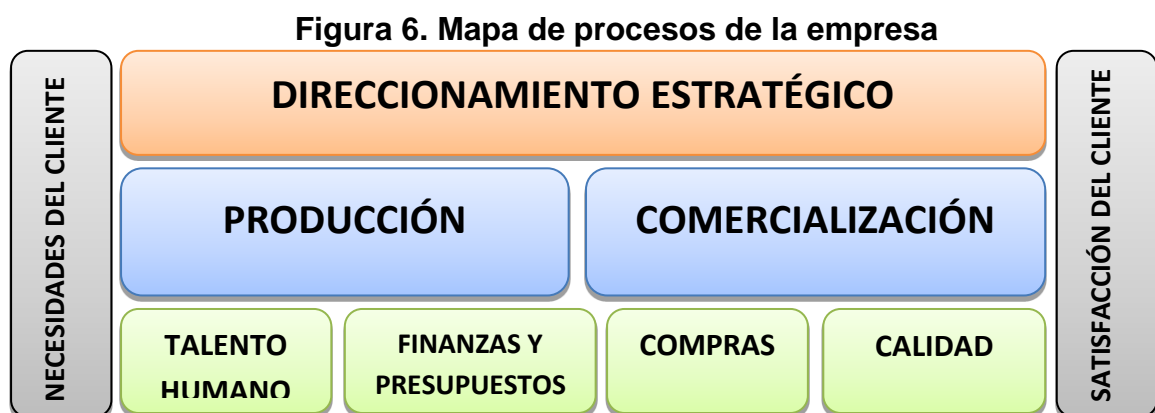 Figura 6. Mapa de procesos de la empresa
NECESIDADES DEL CLIENTE
DIRECCIONAMIENTO ESTRATÉGICO
PRODUCCIÓN
COMERCIALIZACIÓN
TALENTO
HUMANO
FINANZAS Y
PRESUPUESTOS
COMPRAS
CALIDAD
SATISFACCIÓN DEL CLIENTE